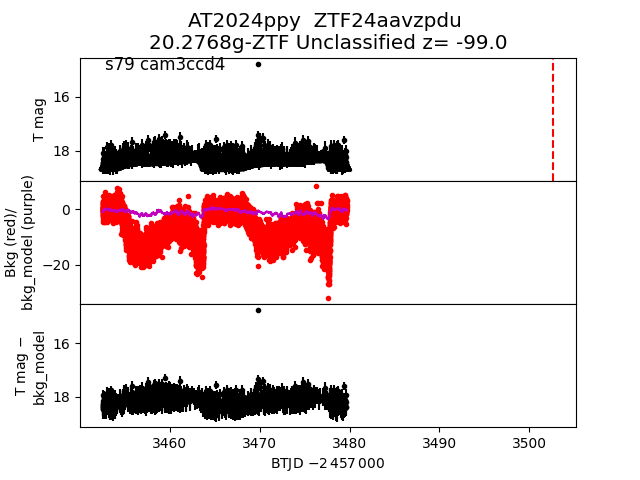 AT2024ppy  ZTF24aavzpdu
20.2768g-ZTF Unclassified z= -99.0
s79 cam3ccd4
T mag
16
18
Bkg (red)/
bkg_model (purple)
0
−20
T mag −
bkg_model
16
18
3460
3470
3480
3490
3500
BTJD −2 457 000